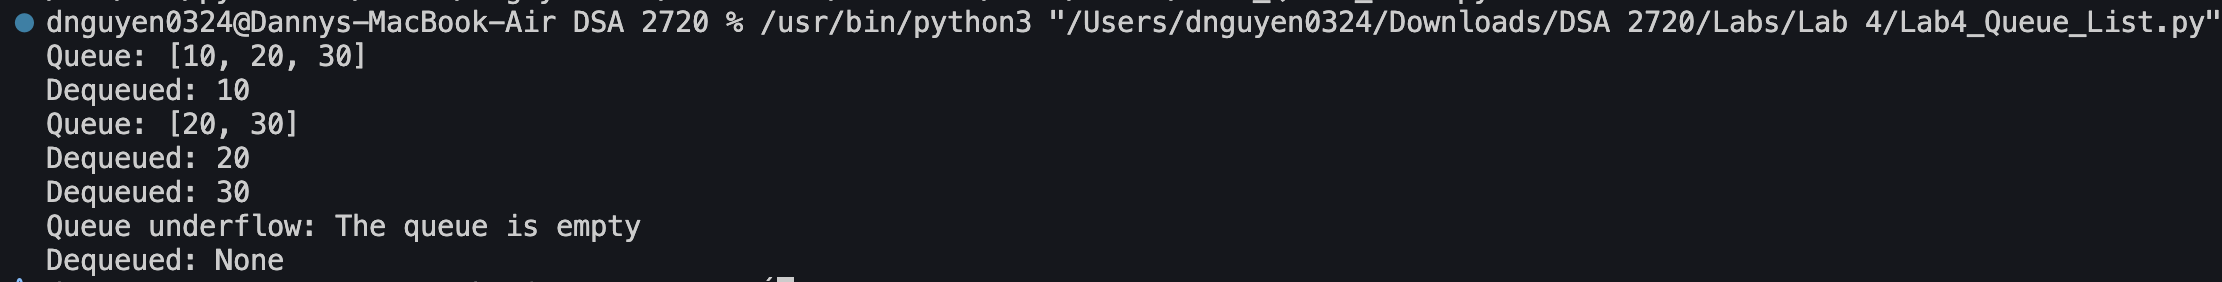 dnguyen0324@Dannys-MacBook-Air DSA 2720 % /usr/bin/python3 "/Users/dnguyen0324/Downloads/DSA 2720/Labs/Lab 4/Lab4_Queue_List.py"
Queue: [10, 20, 30]
Dequeued: 10
Queue: [20, 30]
Dequeued: 20
Dequeued: 30
Queue underflow: The queue is empty
Dequeued: None